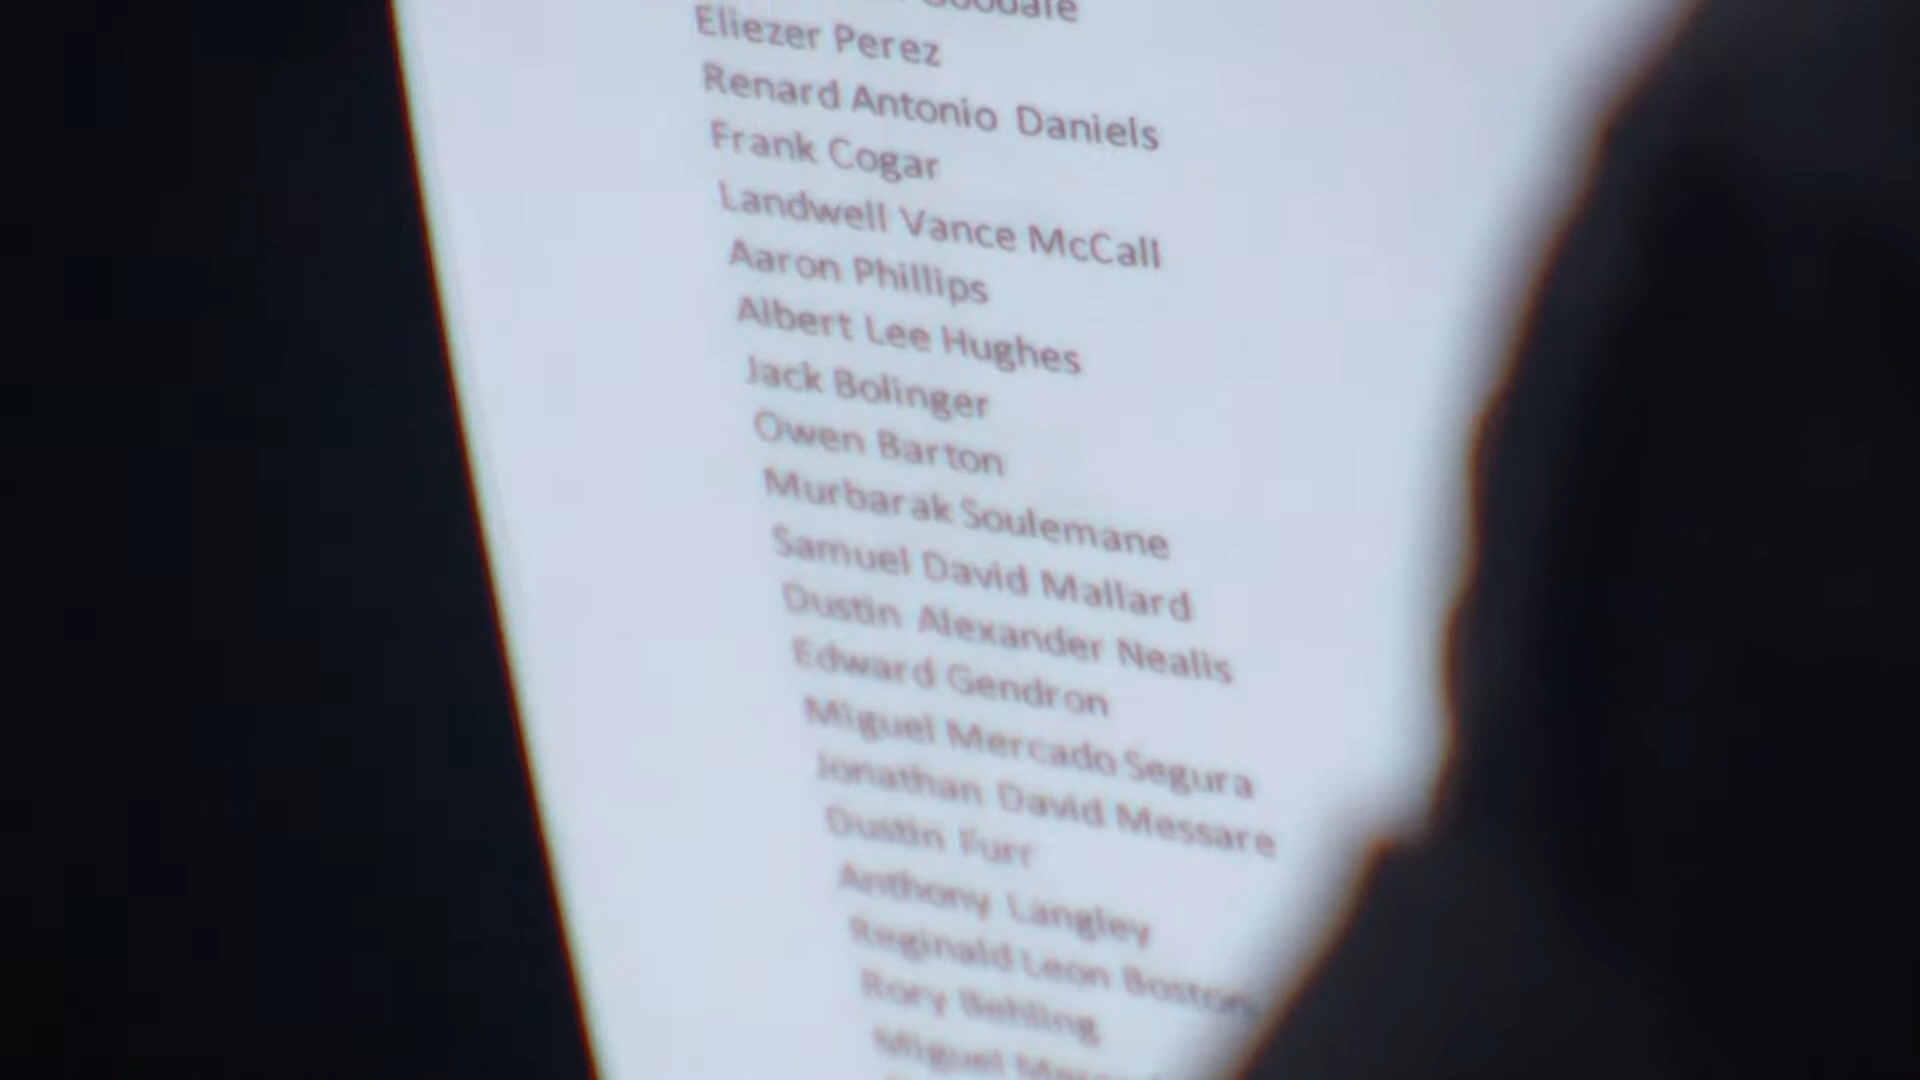 Eliezer Perez
Renard Antonio Daniels
Frank Cogar
Landwell Vance McCall
Aaron Phillips
Albert Lee Hughes
Jack Bolinger
Owen Barton
Murbarak Soulemane
Samuel David Mallard
Dustin Alexander Nealis
Edward Gendron
Miguel Mercado Segura
Jonathan David Messare
Dustin Furr
Anthony Langley
Reginald Leon Boston
Rory Behling
Miguel